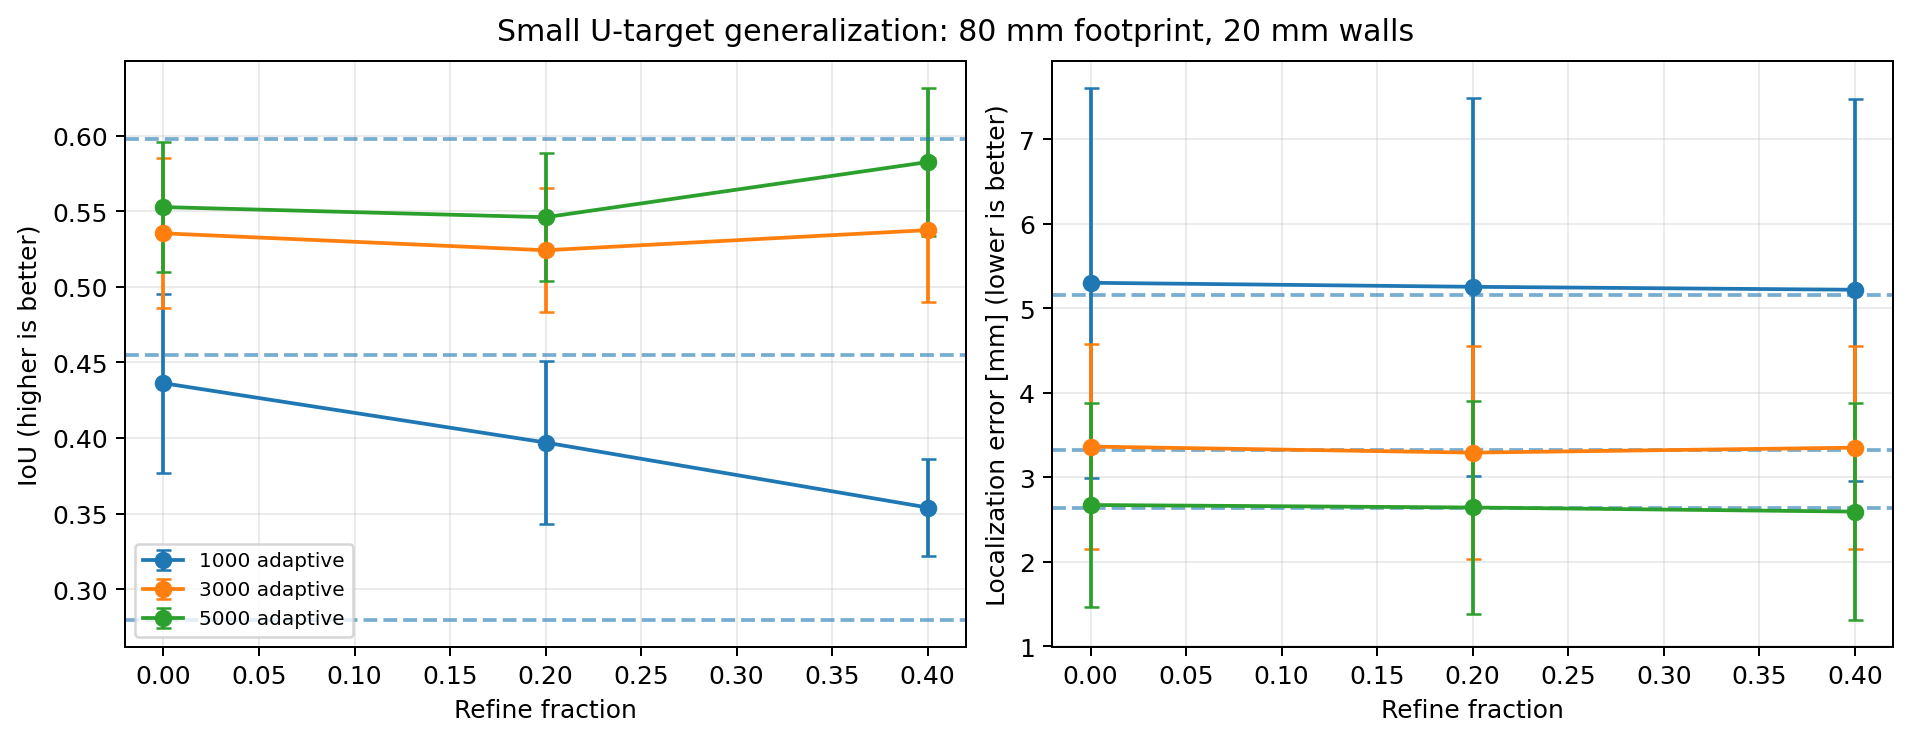 Small U-target generalization: 80 mm footprint, 20 mm walls
IoU (higher is better)
0.60
0.55
0.50
0.45
0.40
0.35
0.30
1000 adaptive
3000 adaptive
5000 adaptive
0.00 0.05 0.10 0.15 0.20 0.25 0.30 0.35 0.40
Refine fraction
Localization error [mm] (lower is better)
7
6
5
4
3
2
1
0.00 0.05 0.10 0.15 0.20 0.25 0.30 0.35 0.40
Refine fraction